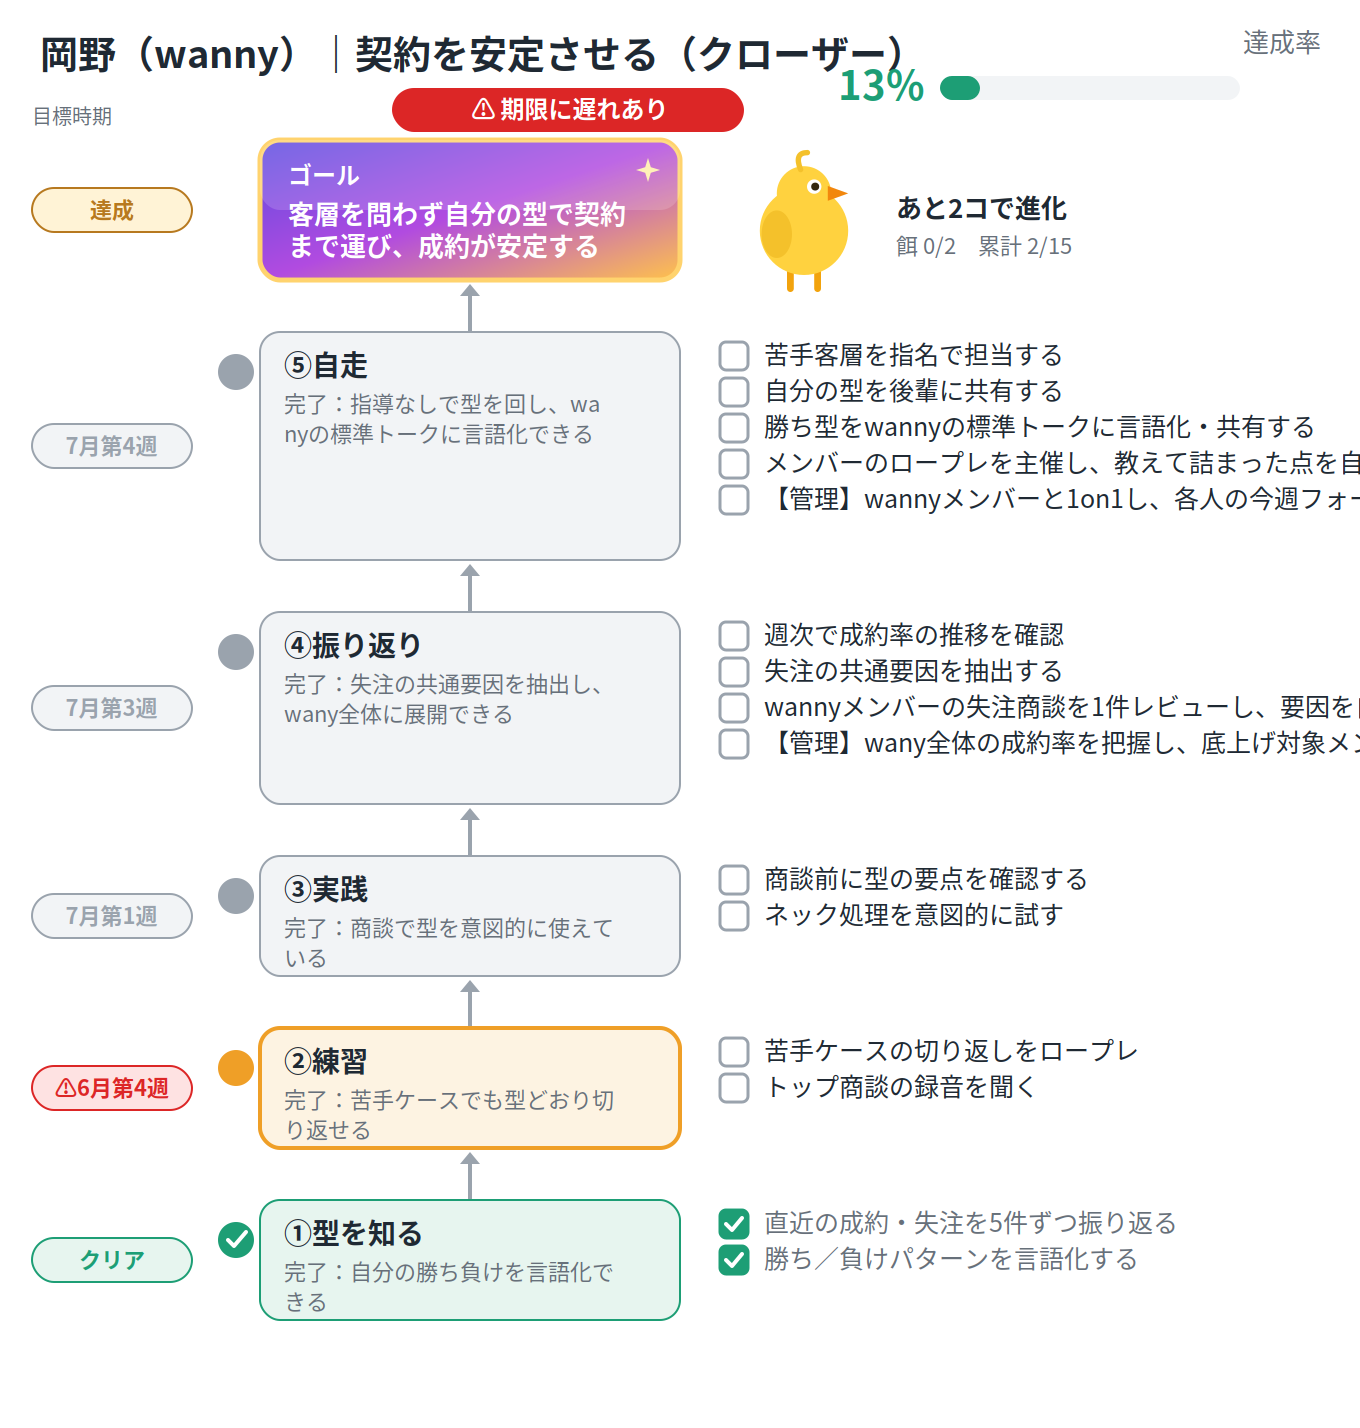 岡野（wanny）｜契約を安定させる（クローザー）
達成率
13%
目標時期
⚠期限に遅れあり
達成
ゴール
客層を問わず自分の型で契約
まで運び、成約が安定する
あと2コで進化
餌 0/2　累計 2/15
7月第4週
⑤自走
完了：指導なしで型を回し、wa
nyの標準トークに言語化できる
苦手客層を指名で担当する
自分の型を後輩に共有する
勝ち型をwannyの標準トークに言語化・共有する
メンバーのロープレを主催し、教えて詰まった点を自
【管理】wannyメンバーと1on1し、各人の今週フォー
7月第3週
④振り返り
完了：失注の共通要因を抽出し、
wany全体に展開できる
週次で成約率の推移を確認
失注の共通要因を抽出する
wannyメンバーの失注商談を1件レビューし、要因を
【管理】wany全体の成約率を把握し、底上げ対象メン
7月第1週
③実践
完了：商談で型を意図的に使えて
いる
商談前に型の要点を確認する
ネック処理を意図的に試す
⚠6月第4週
②練習
完了：苦手ケースでも型どおり切
り返せる
苦手ケースの切り返しをロープレ
トップ商談の録音を聞く
クリア
①型を知る
完了：自分の勝ち負けを言語化で
きる
直近の成約・失注を5件ずつ振り返る
勝ち／負けパターンを言語化する